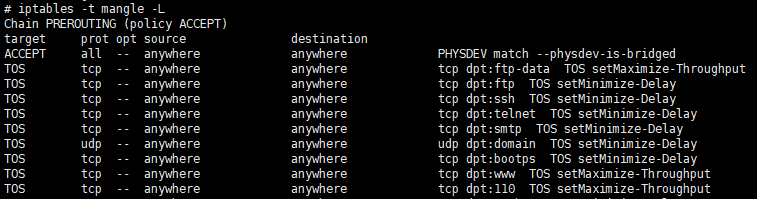 # iptables -t mangle -L
Chain PREROUTING (policy ACCEPT)
target prot opt source destination
ACCEPT all -- anywhere anywhere PHYSDEV match --physdev-is-bridged
TOS tcp -- anywhere anywhere tcp dpt:ftp-data TOS setMaximize-Throughput
TOS tcp -- anywhere anywhere tcp dpt:ftp TOS setMinimize-Delay
TOS tcp -- anywhere anywhere tcp dpt:ssh TOS setMinimize-Delay
TOS tcp -- anywhere anywhere tcp dpt:telnet TOS setMinimize-Delay
TOS tcp -- anywhere anywhere tcp dpt:smtp TOS setMinimize-Delay
TOS udp -- anywhere anywhere udp dpt:domain TOS setMinimize-Delay
TOS tcp -- anywhere anywhere tcp dpt:bootps TOS setMinimize-Delay
TOS tcp -- anywhere anywhere tcp dpt:www TOS setMaximize-Throughput
TOS tcp -- anywhere anywhere tcp dpt:110 TOS setMaximize-Throughput